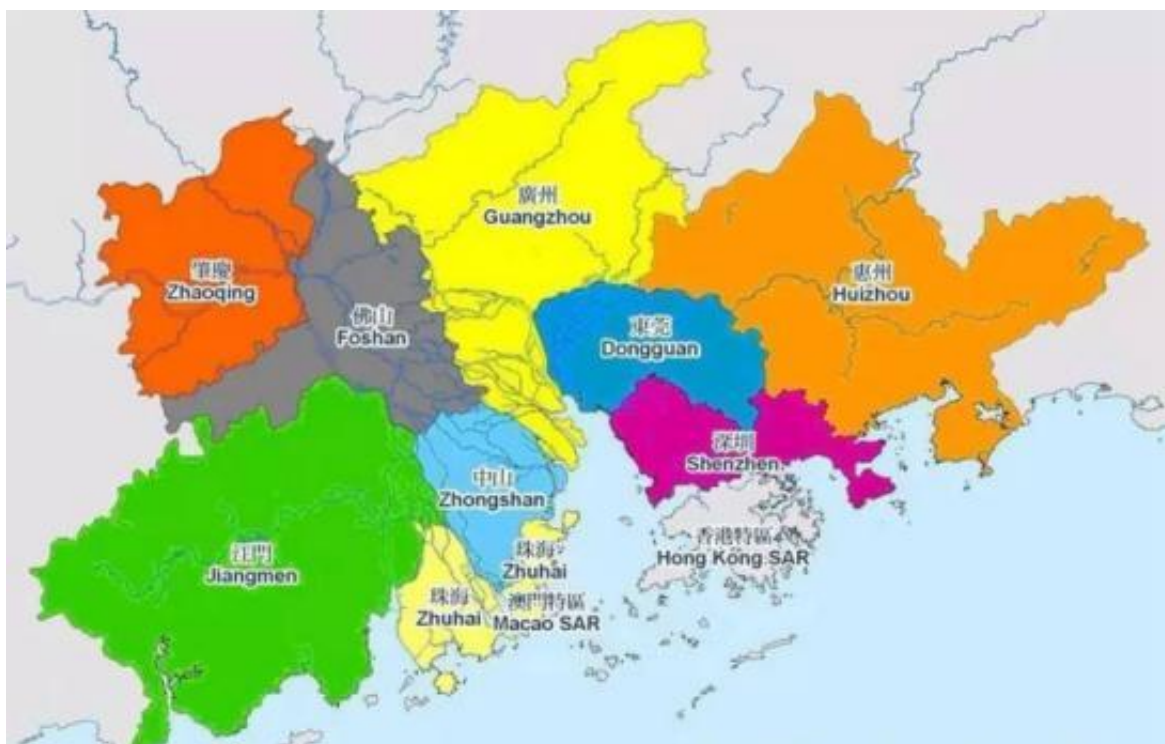 廣州
Guangzhou
肇慶
Zhaoqing
惠州
Huizhou
佛山
Foshan
東莞
Dongguan
深圳
Shenzhen
中山
Zhongshan
香港特區
Hong Kong SAR
江門
Jiangmen
珠海
Zhuhai
珠海
Zhuhai
澳門特區
Macao SAR